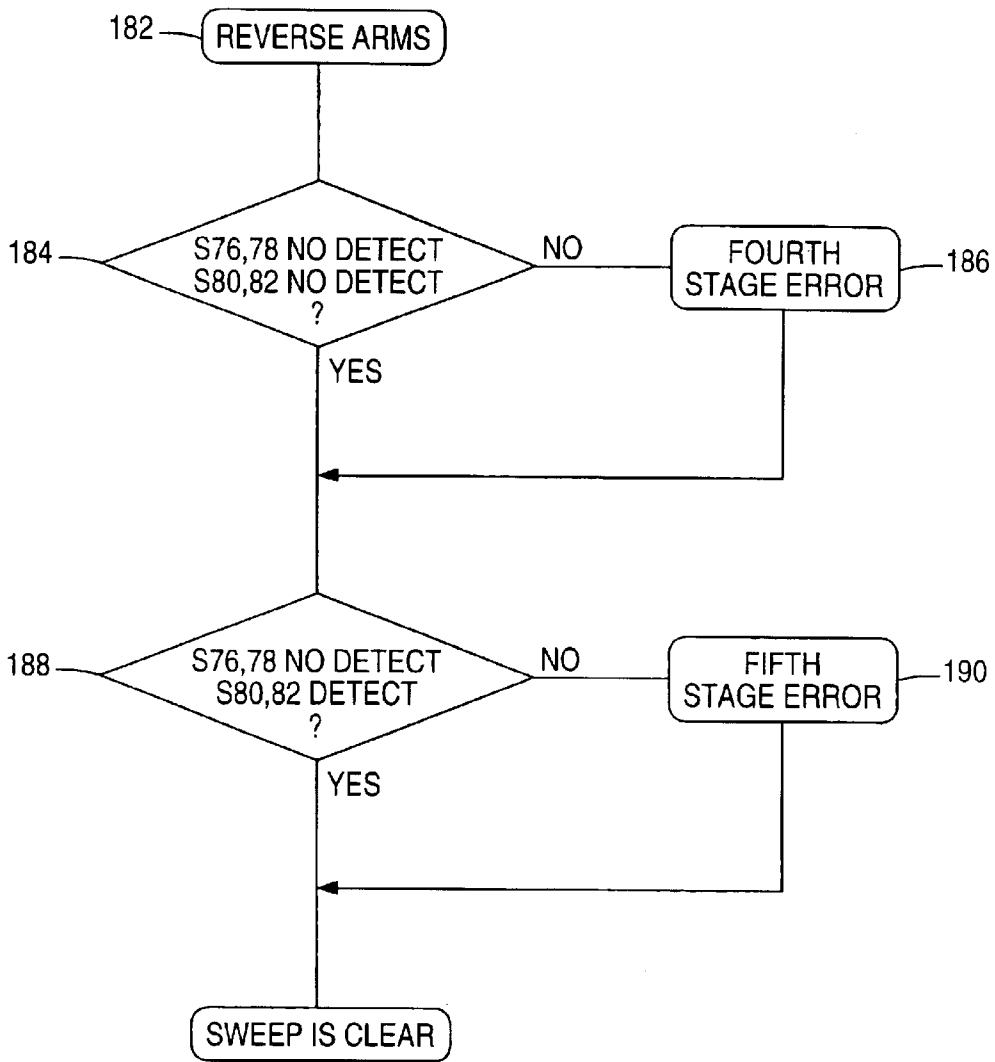 182
REVERSE ARMS
184
S76,78 NO DETECT
S80,82 NO DETECT
?
NO
FOURTH
STAGE ERROR
186
YES
188
S76,78 NO DETECT
S80,82 DETECT
?
NO
FIFTH
STAGE ERROR
190
YES
SWEEP IS CLEAR